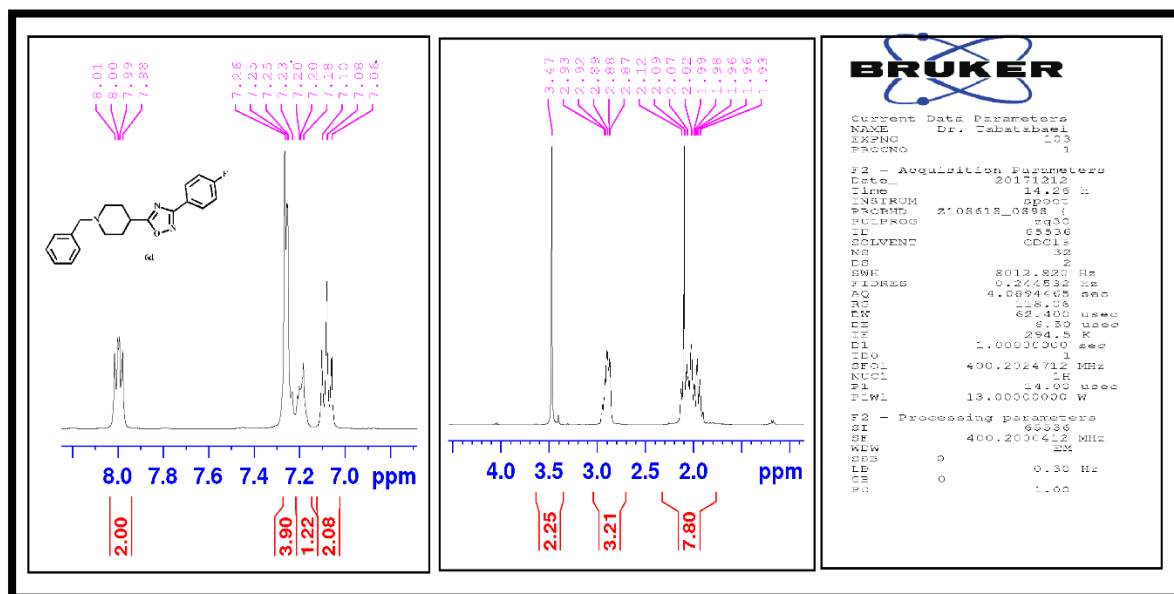 8.01
8.00
7.99
7.98
7.26
7.25
7.25
7.23
7.20
7.20
7.18
7.10
7.08
7.06
F
N
N
O
N
6d
8.0 7.8 7.6 7.4 7.2 7.0 ppm
2.00
3.90
1.22
2.08
3.47
2.93
2.92
2.89
2.88
2.87
2.12
2.09
2.07
2.02
1.99
1.98
1.96
1.96
1.93
4.0 3.5 3.0 2.5 2.0 ppm
2.25
3.21
7.80
BRUKER
Current Data Parameters
NAME Dr. Tabatabaei
EXPNO 103
PROCNO 1
F2 - Acquisition Parameters
Date_ 20171212
Time 14.26 h
INSTRUM spect
PROBHD Z108618_0898 (
PULPROG zg30
TD 65536
SOLVENT CDCl3
NS 32
DS 2
SWH 8012.820 Hz
FIDRES 0.244532 Hz
AQ 4.0894465 sec
RG 118.06
DW 62.400 usec
DE 6.50 usec
TE 294.5 K
D1 1.00000000 sec
TD0 1
SFO1 400.2024712 MHz
NUC1 1H
P1 14.00 usec
PLW1 13.00000000 W
F2 - Processing parameters
SI 65536
SF 400.2000412 MHz
WDW EM
SSB 0
LB 0.30 Hz
GB 0
PC 1.00